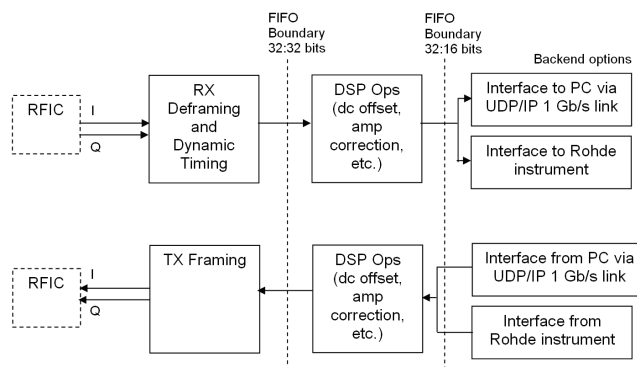 FIFO
Boundary
32:32 bits
FIFO
Boundary
32:16 bits
Backend options
RFIC
I
Q
RX
Deframing
and
Dynamic
Timing
DSP Ops
(dc offset,
amp
correction,
etc.)
Interface to PC via
UDP/IP 1 Gb/s link
Interface to Rohde
instrument
RFIC
I
Q
TX Framing
DSP Ops
(dc offset,
amp
correction,
etc.)
Interface from PC via
UDP/IP 1 Gb/s link
Interface from
Rohde instrument